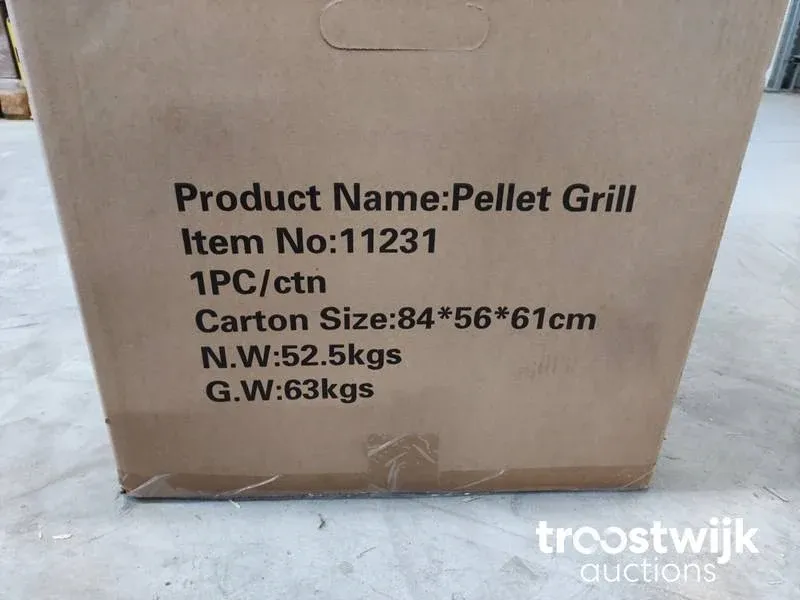 Product Name:Pellet Grill
Item No:11231
1PC/ctn
Carton Size:84*56*61cm
N.W:52.5kgs
G.W:63kgs
troostwijk
auctions